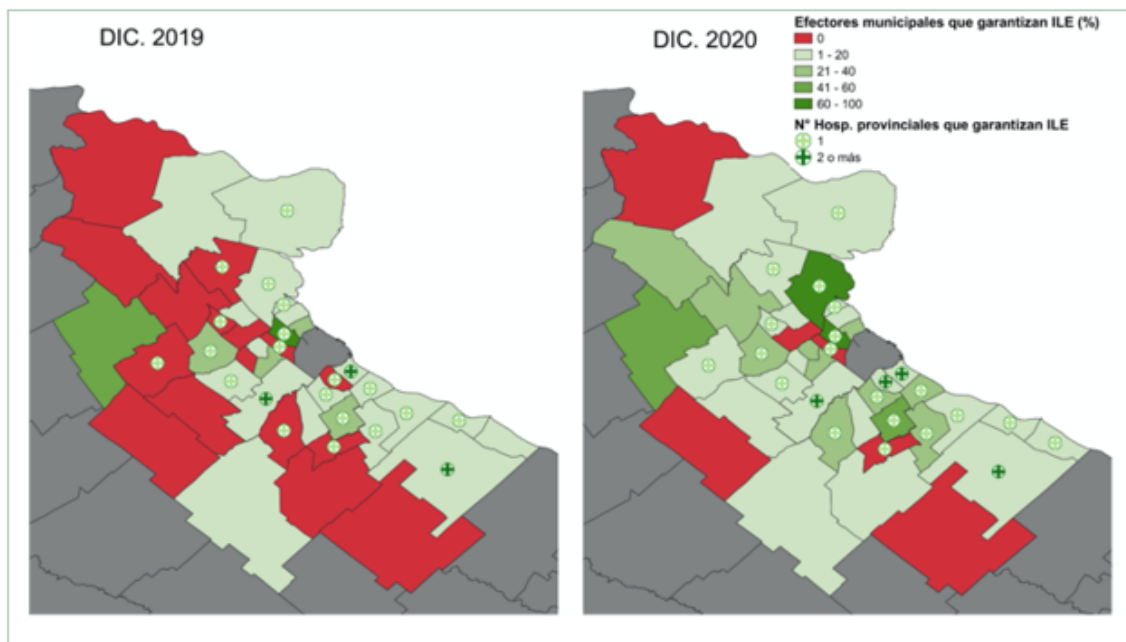 DIC. 2019
DIC. 2020
Efectores municipales que garantizan ILE (%)
0
1 - 20
21 - 40
41 - 60
60 - 100
N° Hosp. provinciales que garantizan ILE
1
2 o más